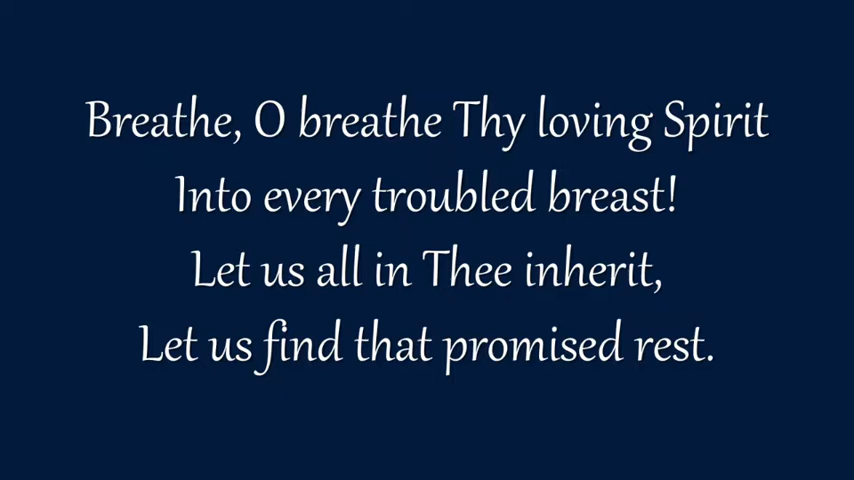 Breathe, O breathe Thy loving Spirit
Into every troubled breast!
Let us all in Thee inherit,
Let us find that promised rest.